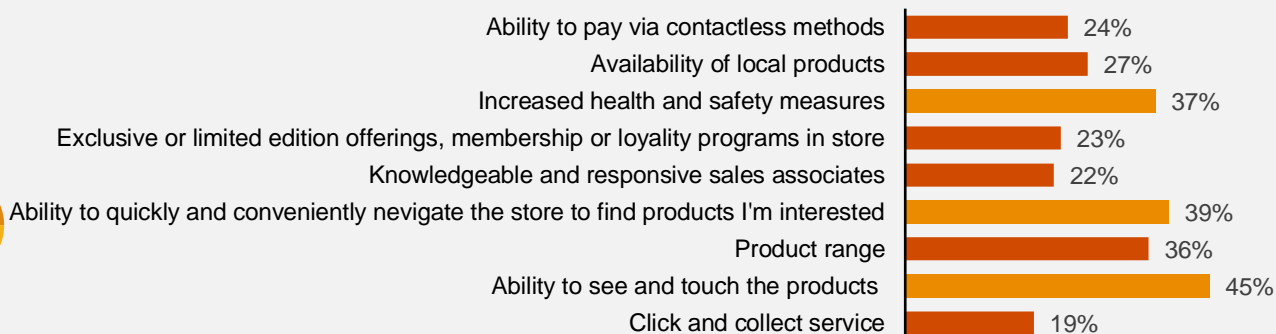 Ability to pay via contactless methods 24%
Availability of local products 27%
Increased health and safety measures 37%
Exclusive or limited edition offerings, membership or loyality programs in store 23%
Knowledgeable and responsive sales associates 22%
Ability to quickly and conveniently nevigate the store to find products I'm interested 39%
Product range 36%
Ability to see and touch the products 45%
Click and collect service 19%